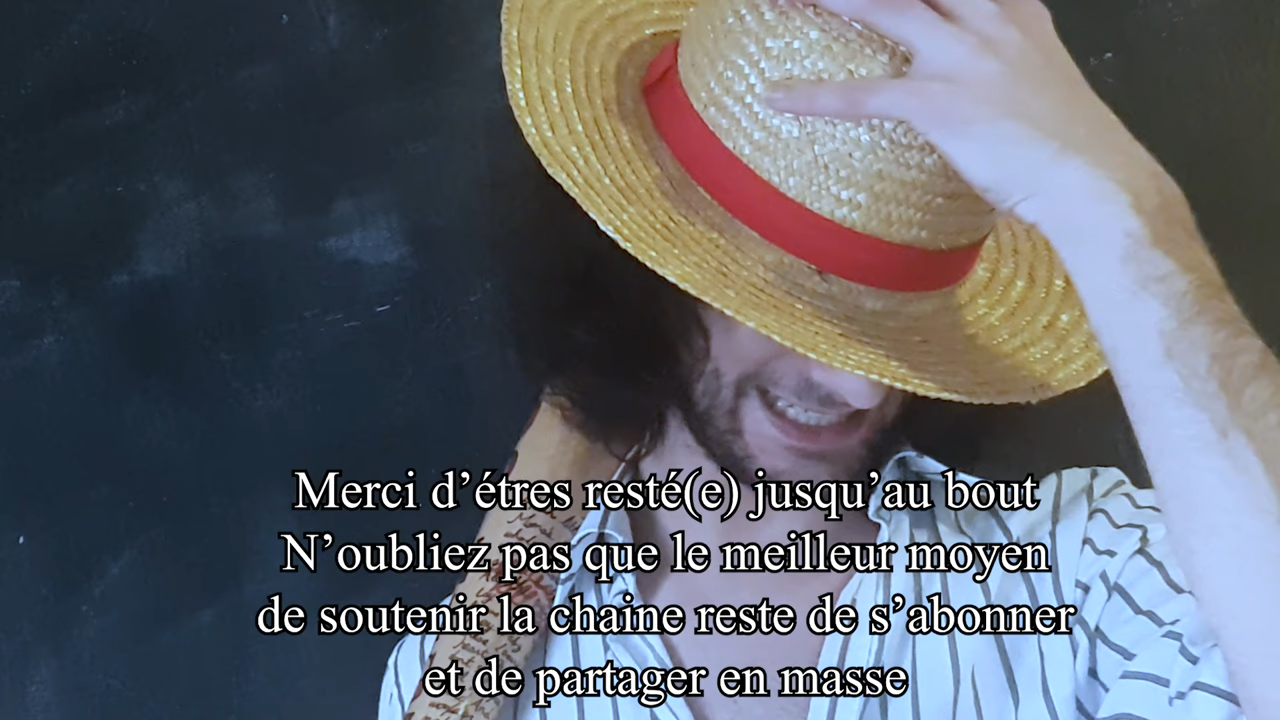 Merci d’étres resté(e) jusqu’au bout
N’oubliez pas que le meilleur moyen
de soutenir la chaine reste de s’abonner
et de partager en masse